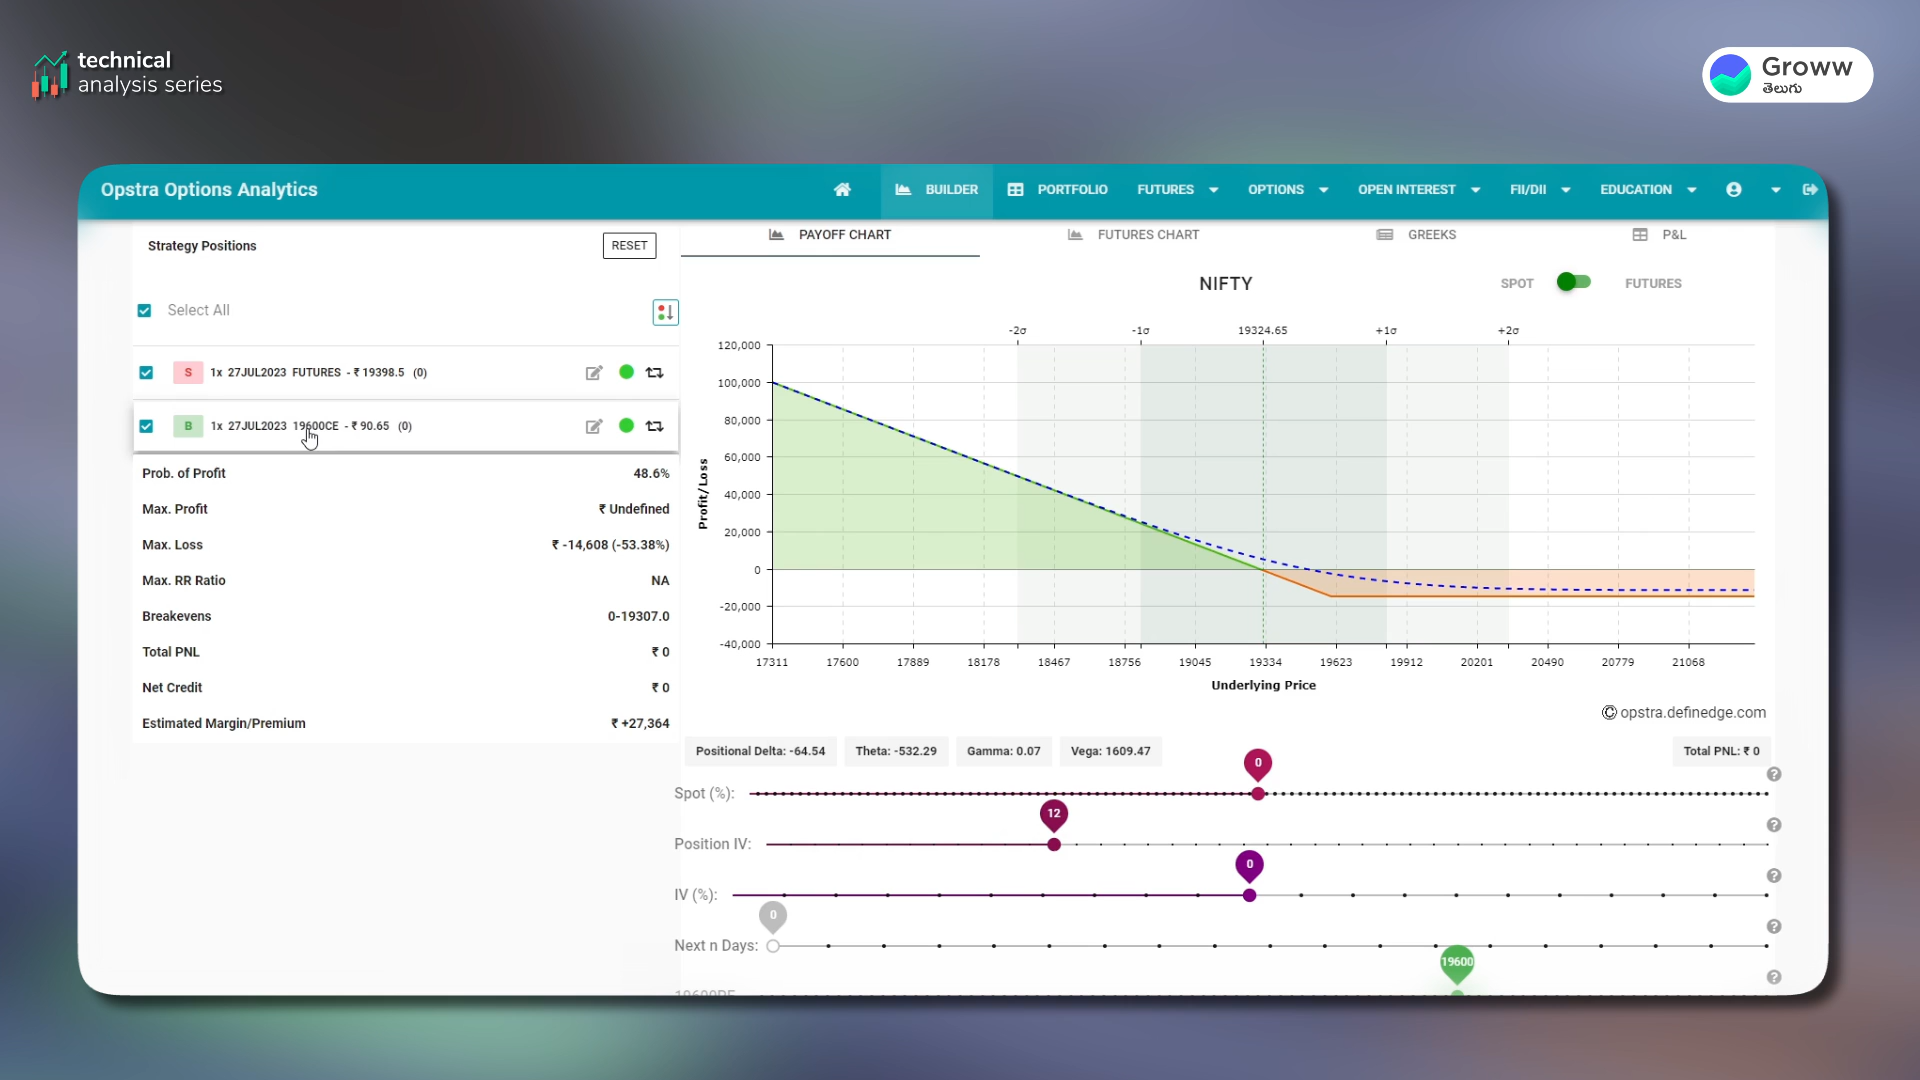 technical
analysis series
Groww
తెలుగు
Opstra Options Analytics
BUILDER
PORTFOLIO
FUTURES
OPTIONS
OPEN INTEREST
FII/DII
EDUCATION
Strategy Positions
RESET
Select All
S 1x 27JUL2023 FUTURES - ₹ 19398.5 (0)
B 1x 27JUL2023 19600CE - ₹ 90.65 (0)
Prob. of Profit 48.6%
Max. Profit ₹ Undefined
Max. Loss ₹ -14,608 (-53.38%)
Max. RR Ratio NA
Breakevens 0-19307.0
Total PNL ₹ 0
Net Credit ₹ 0
Estimated Margin/Premium ₹ +27,364
PAYOFF CHART
FUTURES CHART
GREEKS
P&L
NIFTY
SPOT
FUTURES
-2σ -1σ 19324.65 +1σ +2σ
120,000
100,000
80,000
60,000
40,000
20,000
0
-20,000
-40,000
Profit/Loss
17311 17600 17889 18178 18467 18756 19045 19334 19623 19912 20201 20490 20779 21068
Underlying Price
© opstra.definedge.com
Positional Delta: -64.54
Theta: -532.29
Gamma: 0.07
Vega: 1609.47
Total PNL: ₹ 0
0
Spot (%):
12
Position IV:
0
IV (%):
0
Next n Days:
19600